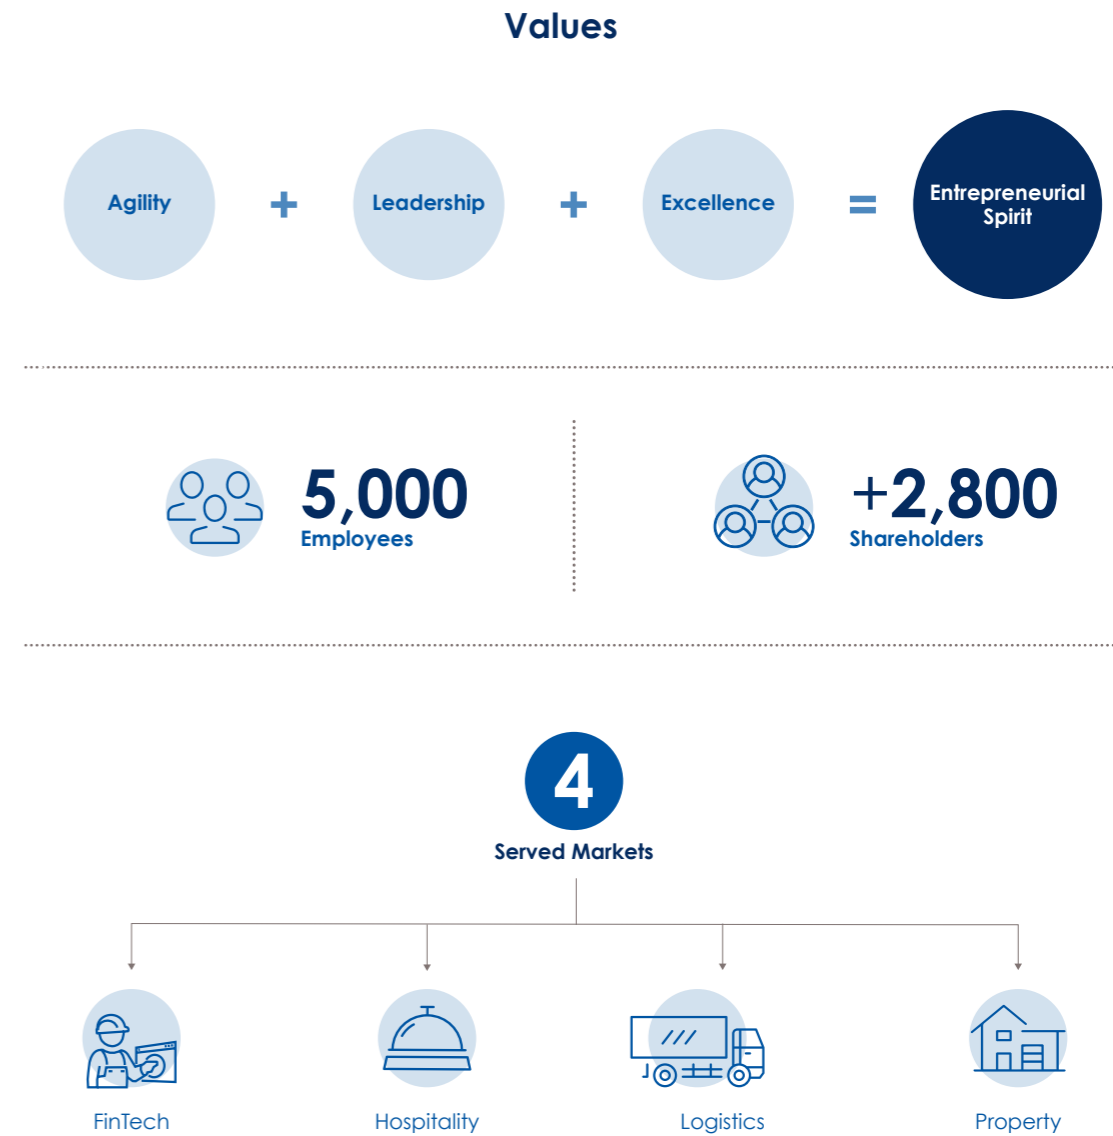 Values
Agility + Leadership + Excellence = Entrepreneurial
Spirit
5,000
Employees
+2,800
Shareholders
4
Served Markets
FinTech
Hospitality
Logistics
Property